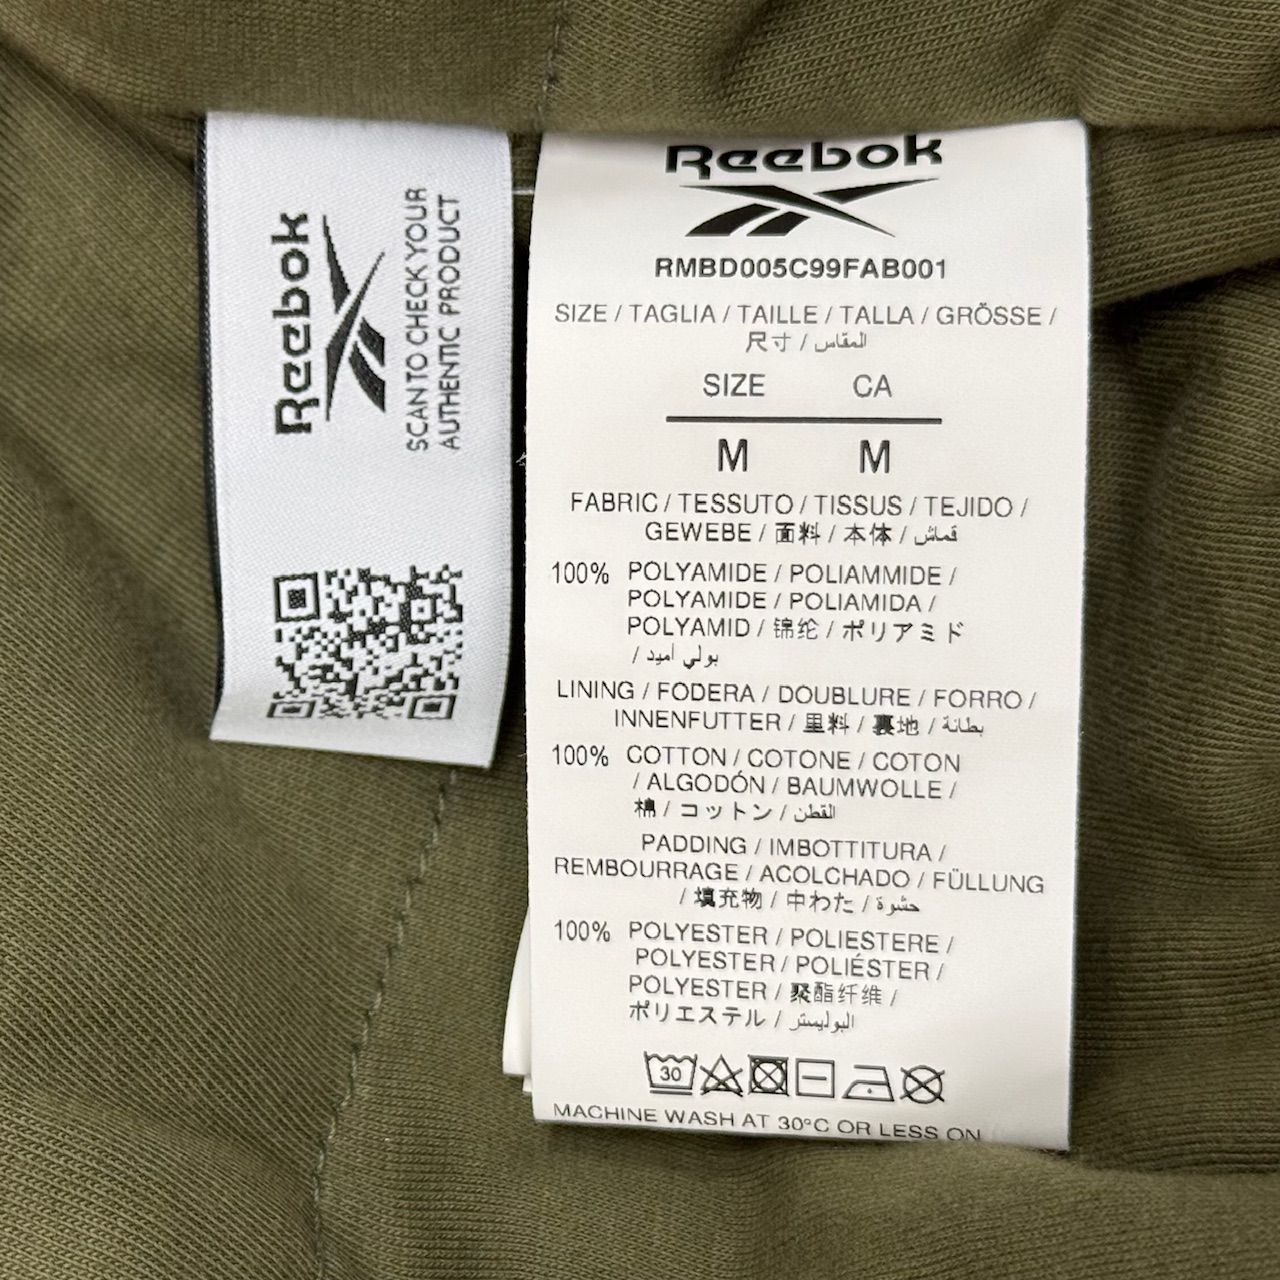 Reebok
SCAN TO CHECK YOUR
AUTHENTIC PRODUCT
Reebok
RMBD005C99FAB001
SIZE / TAGLIA / TAILLE / TALLA / GRÖSSE /
尺寸 / المقاس
SIZE CA
M M
FABRIC / TESSUTO / TISSUS / TEJIDO /
GEWEBE / 面料 / 本体 / قماش
100% POLYAMIDE / POLIAMMIDE /
POLYAMIDE / POLIAMIDA /
POLYAMID / 锦纶 / ポリアミド
/ بولي أميد
LINING / FODERA / DOUBLURE / FORRO /
INNENFUTTER / 里料 / 裏地 / بطانة
100% COTTON / COTONE / COTON
/ ALGODÓN / BAUMWOLLE /
棉 / コットン / القطن
PADDING / IMBOTTITURA /
REMBOURRAGE / ACOLCHADO / FÜLLUNG
/ 填充物 / 中わた / حشوة
100% POLYESTER / POLIESTERE /
POLYESTER / POLIÉSTER /
POLYESTER / 聚酯纤维 /
ポリエステル / البوليستر
30
MACHINE WASH AT 30°C OR LESS ON